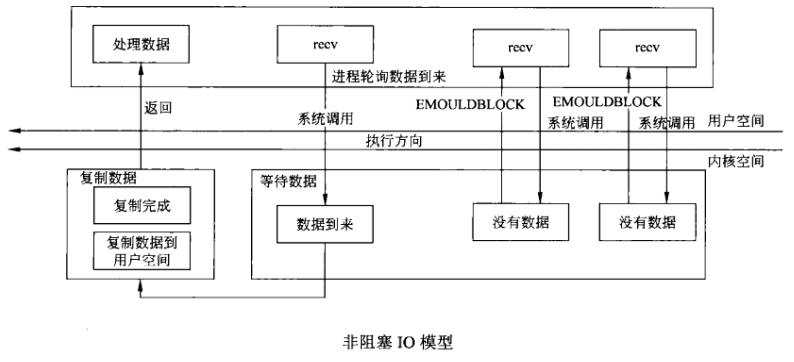 处理数据
recv
recv
recv
进程轮询数据到来
返回
系统调用
EMOULDBLOCK
系统调用
EMOULDBLOCK
系统调用
用户空间
执行方向
内核空间
复制数据
复制完成
复制数据到
用户空间
等待数据
数据到来
没有数据
没有数据
非阻塞 IO 模型